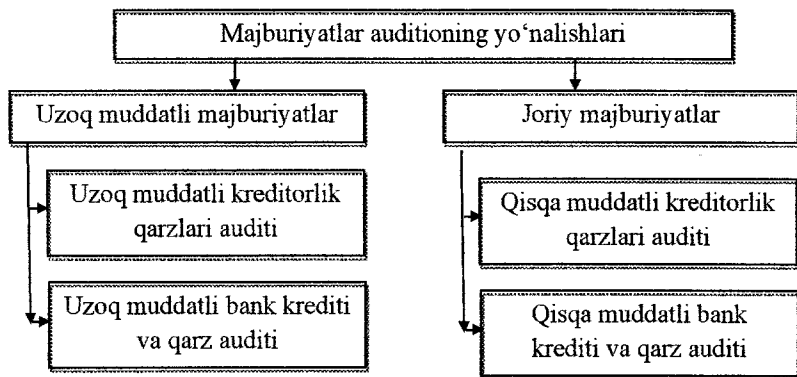 Majburiyatlar auditioning yo‘nalishlari
Uzoq muddatli majburiyatlar
Uzoq muddatli kreditorlik
qarzlari auditi
Uzoq muddatli bank krediti
va qarz auditi
Joriy majburiyatlar
Qisqa muddatli kreditorlik
qarzlari auditi
Qisqa muddatli bank
krediti va qarz auditi